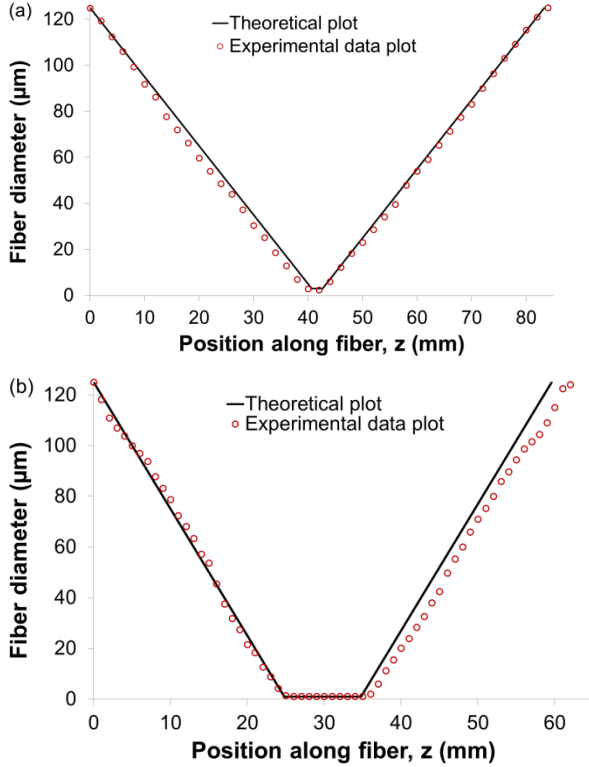 (a)
Theoretical plot
Experimental data plot
Fiber diameter (µm)
120
100
80
60
40
20
0
0 10 20 30 40 50 60 70 80
Position along fiber, z (mm)
(b)
Theoretical plot
Experimental data plot
Fiber diameter (µm)
120
100
80
60
40
20
0
0 10 20 30 40 50 60
Position along fiber, z (mm)